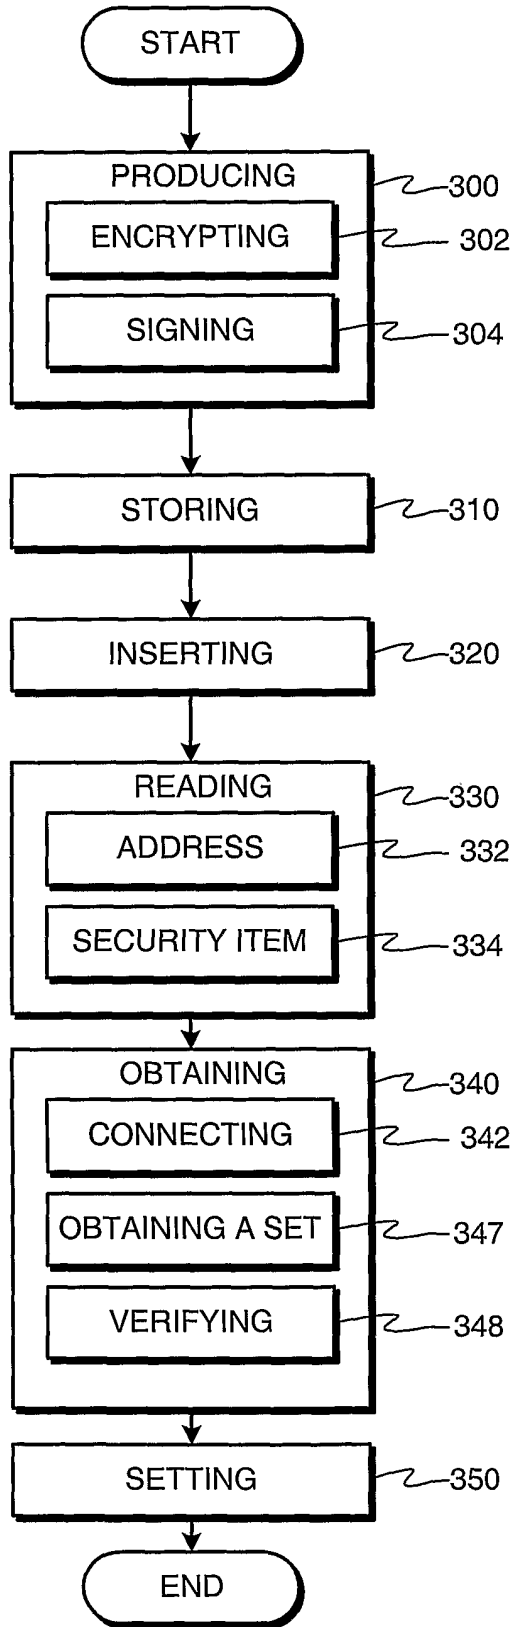 START
PRODUCING
300
ENCRYPTING
302
SIGNING
304
STORING
310
INSERTING
320
READING
330
ADDRESS
332
SECURITY ITEM
334
OBTAINING
340
CONNECTING
342
OBTAINING A SET
347
VERIFYING
348
SETTING
350
END